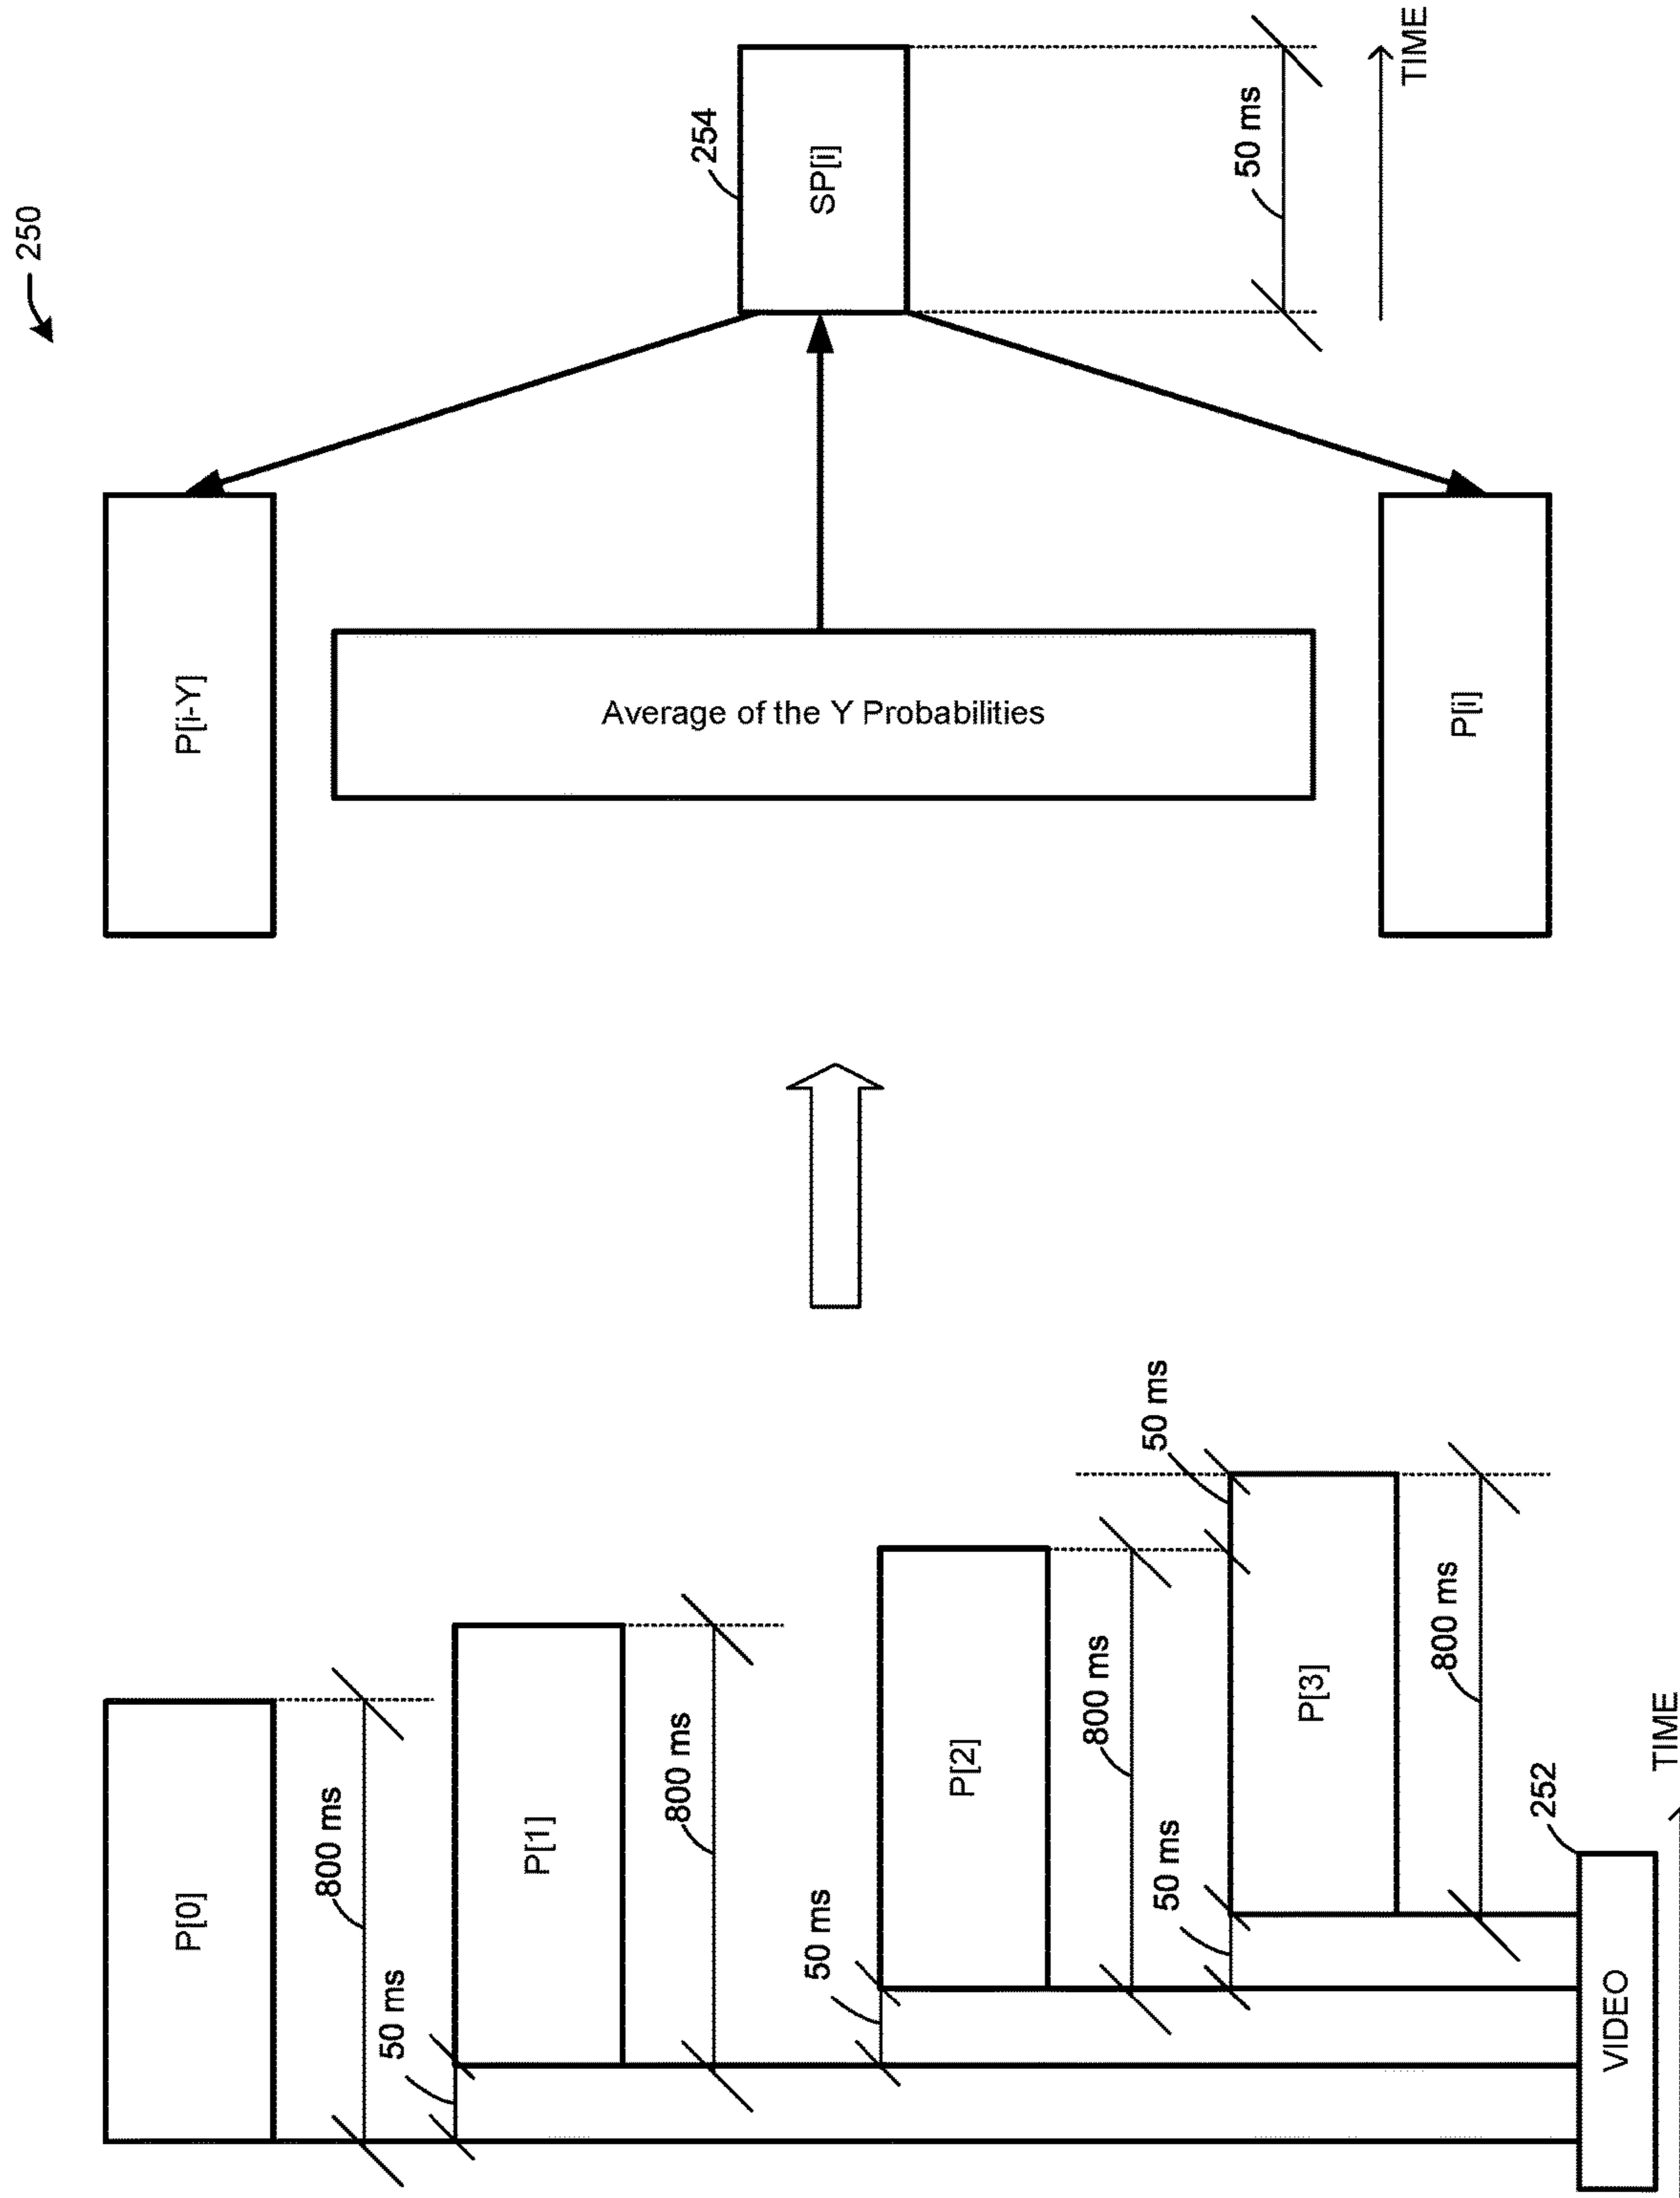 250
P[0]
800 ms
50 ms
P[1]
800 ms
50 ms
P[2]
800 ms
50 ms
50 ms
P[3]
800 ms
252
VIDEO
TIME
P[i-Y]
Average of the Y Probabilities
P[i]
254
SP[i]
50 ms
TIME